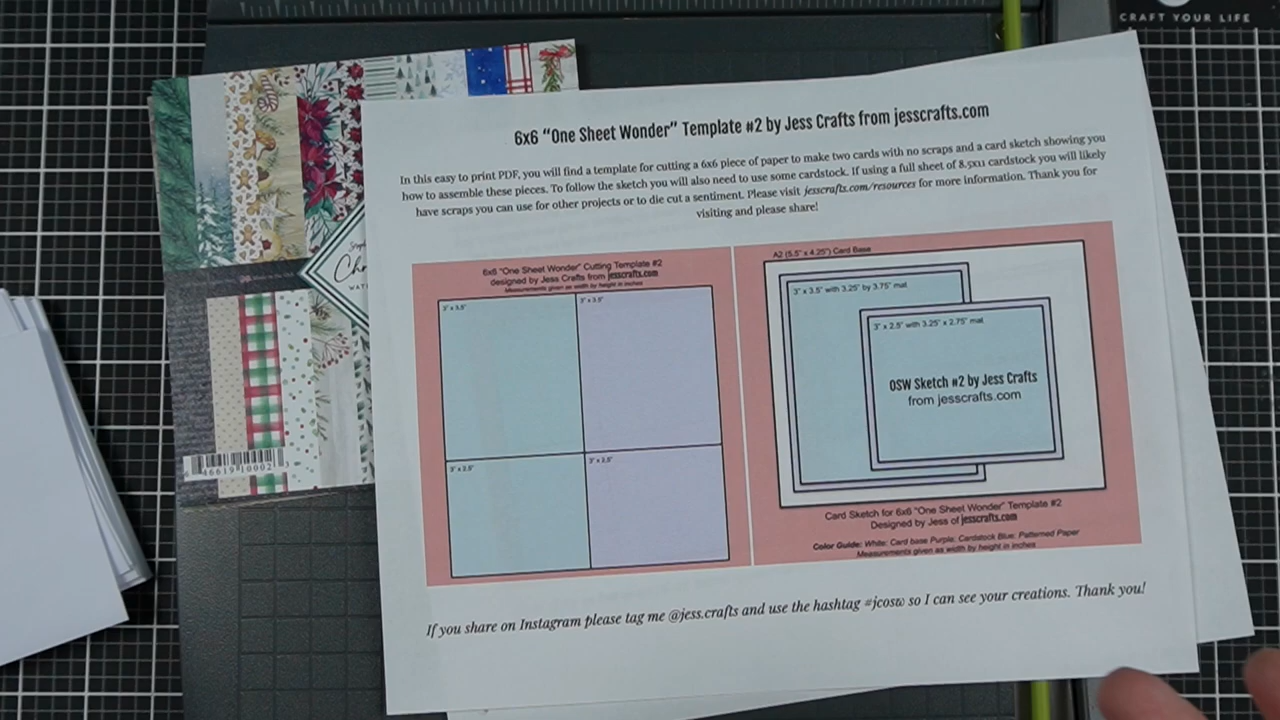 CRAFT YOUR LIFE
6x6 “One Sheet Wonder” Template #2 by Jess Crafts from jesscrafts.com
In this easy to print PDF, you will find a template for cutting a 6x6 piece of paper to make two cards with no scraps and a card sketch showing you
how to assemble these pieces. To follow the sketch you will also need to use some cardstock. If using a full sheet of 8.5x11 cardstock you will likely
have scraps you can use for other projects or to die cut a sentiment. Please visit jesscrafts.com/resources for more information. Thank you for
visiting and please share!
6x6 "One Sheet Wonder" Cutting Template #2
designed by Jess Crafts from jesscrafts.com
Measurements given as width by height in inches
3" x 3.5"
3" x 3.5"
3" x 2.5"
3" x 2.5"
A2 (5.5" x 4.25") Card Base
3" x 3.5" with 3.25" by 3.75" mat
3" x 2.5" with 3.25" x 2.75" mat
OSW Sketch #2 by Jess Crafts
from jesscrafts.com
Card Sketch for 6x6 "One Sheet Wonder" Template #2
Designed by Jess of jesscrafts.com
Color Guide: White: Card base Purple: Cardstock Blue: Patterned Paper
Measurements given as width by height in inches
If you share on Instagram please tag me @jess.crafts and use the hashtag #jcosw so I can see your creations. Thank you!